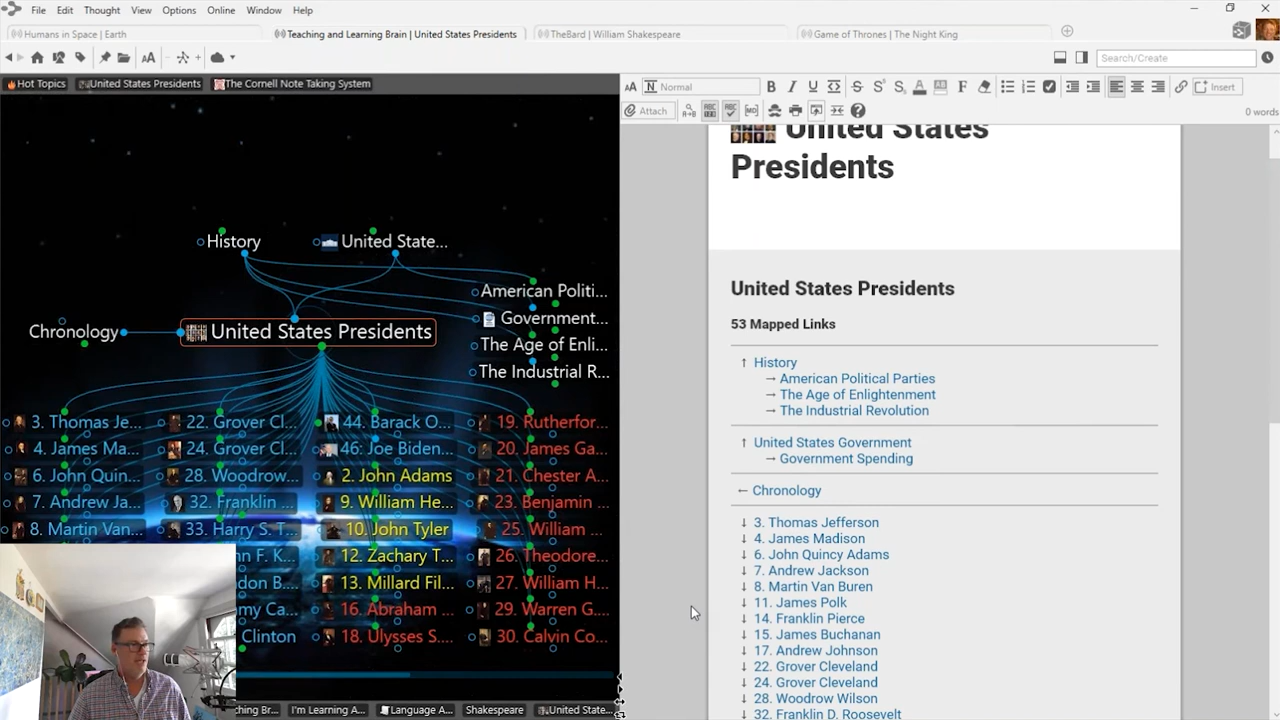 File Edit Thought View Options Online Window Help
Humans in Space | Earth
Teaching and Learning Brain | United States Presidents
TheBard | William Shakespeare
Game of Thrones | The Night King
Search/Create
Hot Topics
United States Presidents
The Cornell Note Taking System
Normal
Insert
Attach
0 words
History
United State...
American Politi...
Government...
The Age of Enli...
The Industrial R...
Chronology
United States Presidents
3. Thomas Je...
22. Grover Cl...
44. Barack O...
19. Rutherfor...
4. James Ma...
24. Grover Cl...
46: Joe Biden...
20. James Ga...
6. John Quin...
28. Woodrow...
2. John Adams
21. Chester A...
7. Andrew Ja...
32. Franklin ...
9. William He...
23. Benjamin ...
8. Martin Van...
33. Harry S. T...
10. John Tyler
25. William ...
hn F. K...
12. Zachary T...
26. Theodore...
don B....
13. Millard Fil...
27. William H...
my Ca...
16. Abraham ...
29. Warren G....
Clinton
18. Ulysses S....
30. Calvin Co...
ching Br...
I'm Learning A...
Language A...
Shakespeare
United State...
United States
Presidents
United States Presidents
53 Mapped Links
↑ History
→ American Political Parties
→ The Age of Enlightenment
→ The Industrial Revolution
↑ United States Government
→ Government Spending
← Chronology
↓ 3. Thomas Jefferson
↓ 4. James Madison
↓ 6. John Quincy Adams
↓ 7. Andrew Jackson
↓ 8. Martin Van Buren
↓ 11. James Polk
↓ 14. Franklin Pierce
↓ 15. James Buchanan
↓ 17. Andrew Johnson
↓ 22. Grover Cleveland
↓ 24. Grover Cleveland
↓ 28. Woodrow Wilson
↓ 32. Franklin D. Roosevelt